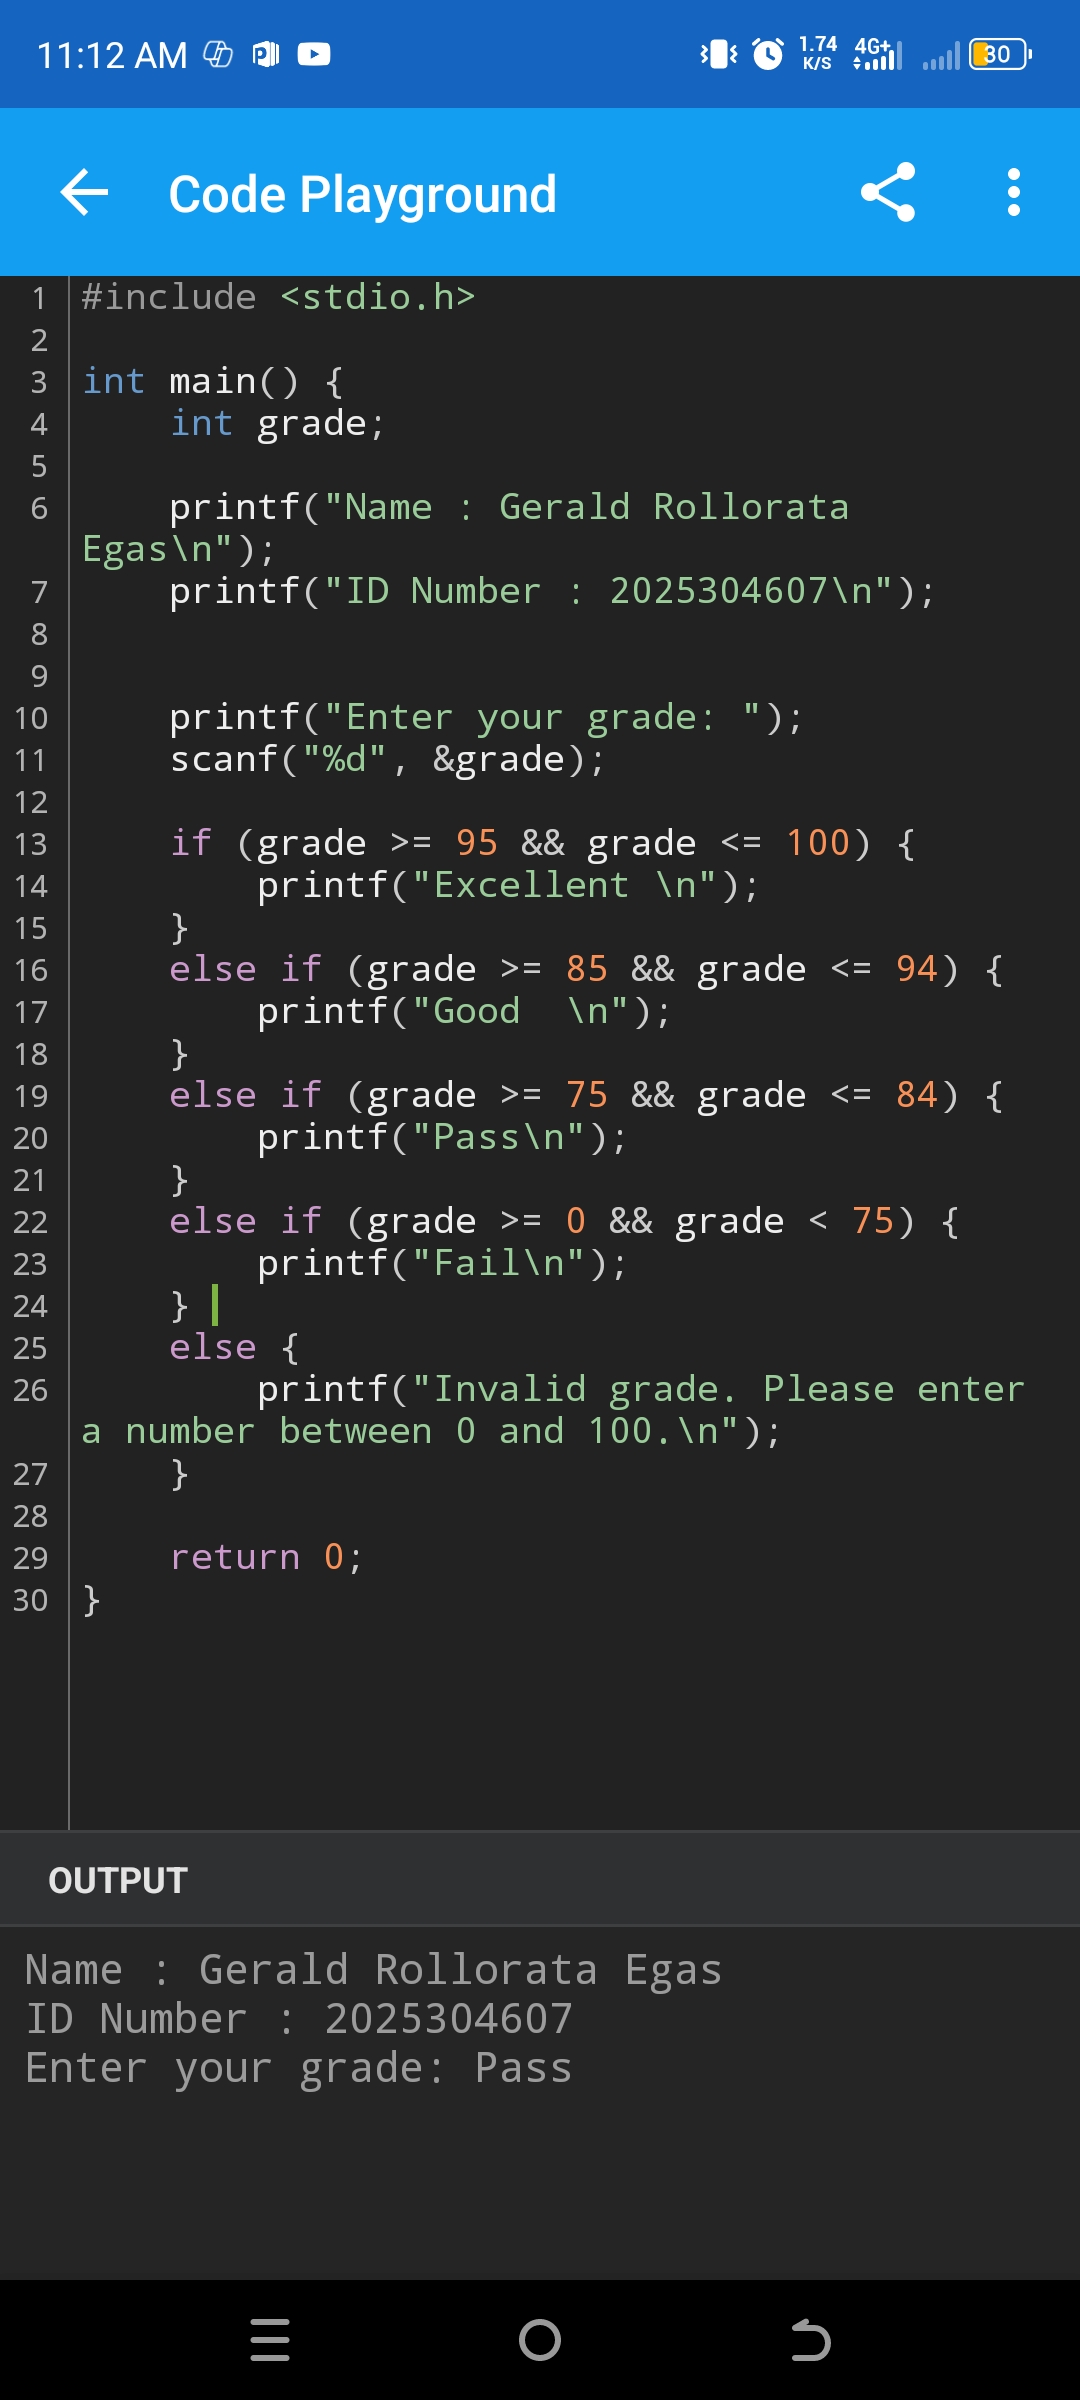 11:12 AM 1.74 K/S 4G+ 30
Code Playground
1 #include <stdio.h>
2
3 int main() {
4     int grade;
5
6     printf("Name : Gerald Rollorata
Egas\n");
7     printf("ID Number : 2025304607\n");
8
9
10     printf("Enter your grade: ");
11     scanf("%d", &grade);
12
13     if (grade >= 95 && grade <= 100) {
14         printf("Excellent \n");
15     }
16     else if (grade >= 85 && grade <= 94) {
17         printf("Good  \n");
18     }
19     else if (grade >= 75 && grade <= 84) {
20         printf("Pass\n");
21     }
22     else if (grade >= 0 && grade < 75) {
23         printf("Fail\n");
24     }
25     else {
26         printf("Invalid grade. Please enter
a number between 0 and 100.\n");
27     }
28
29     return 0;
30 }
OUTPUT
Name : Gerald Rollorata Egas
ID Number : 2025304607
Enter your grade: Pass